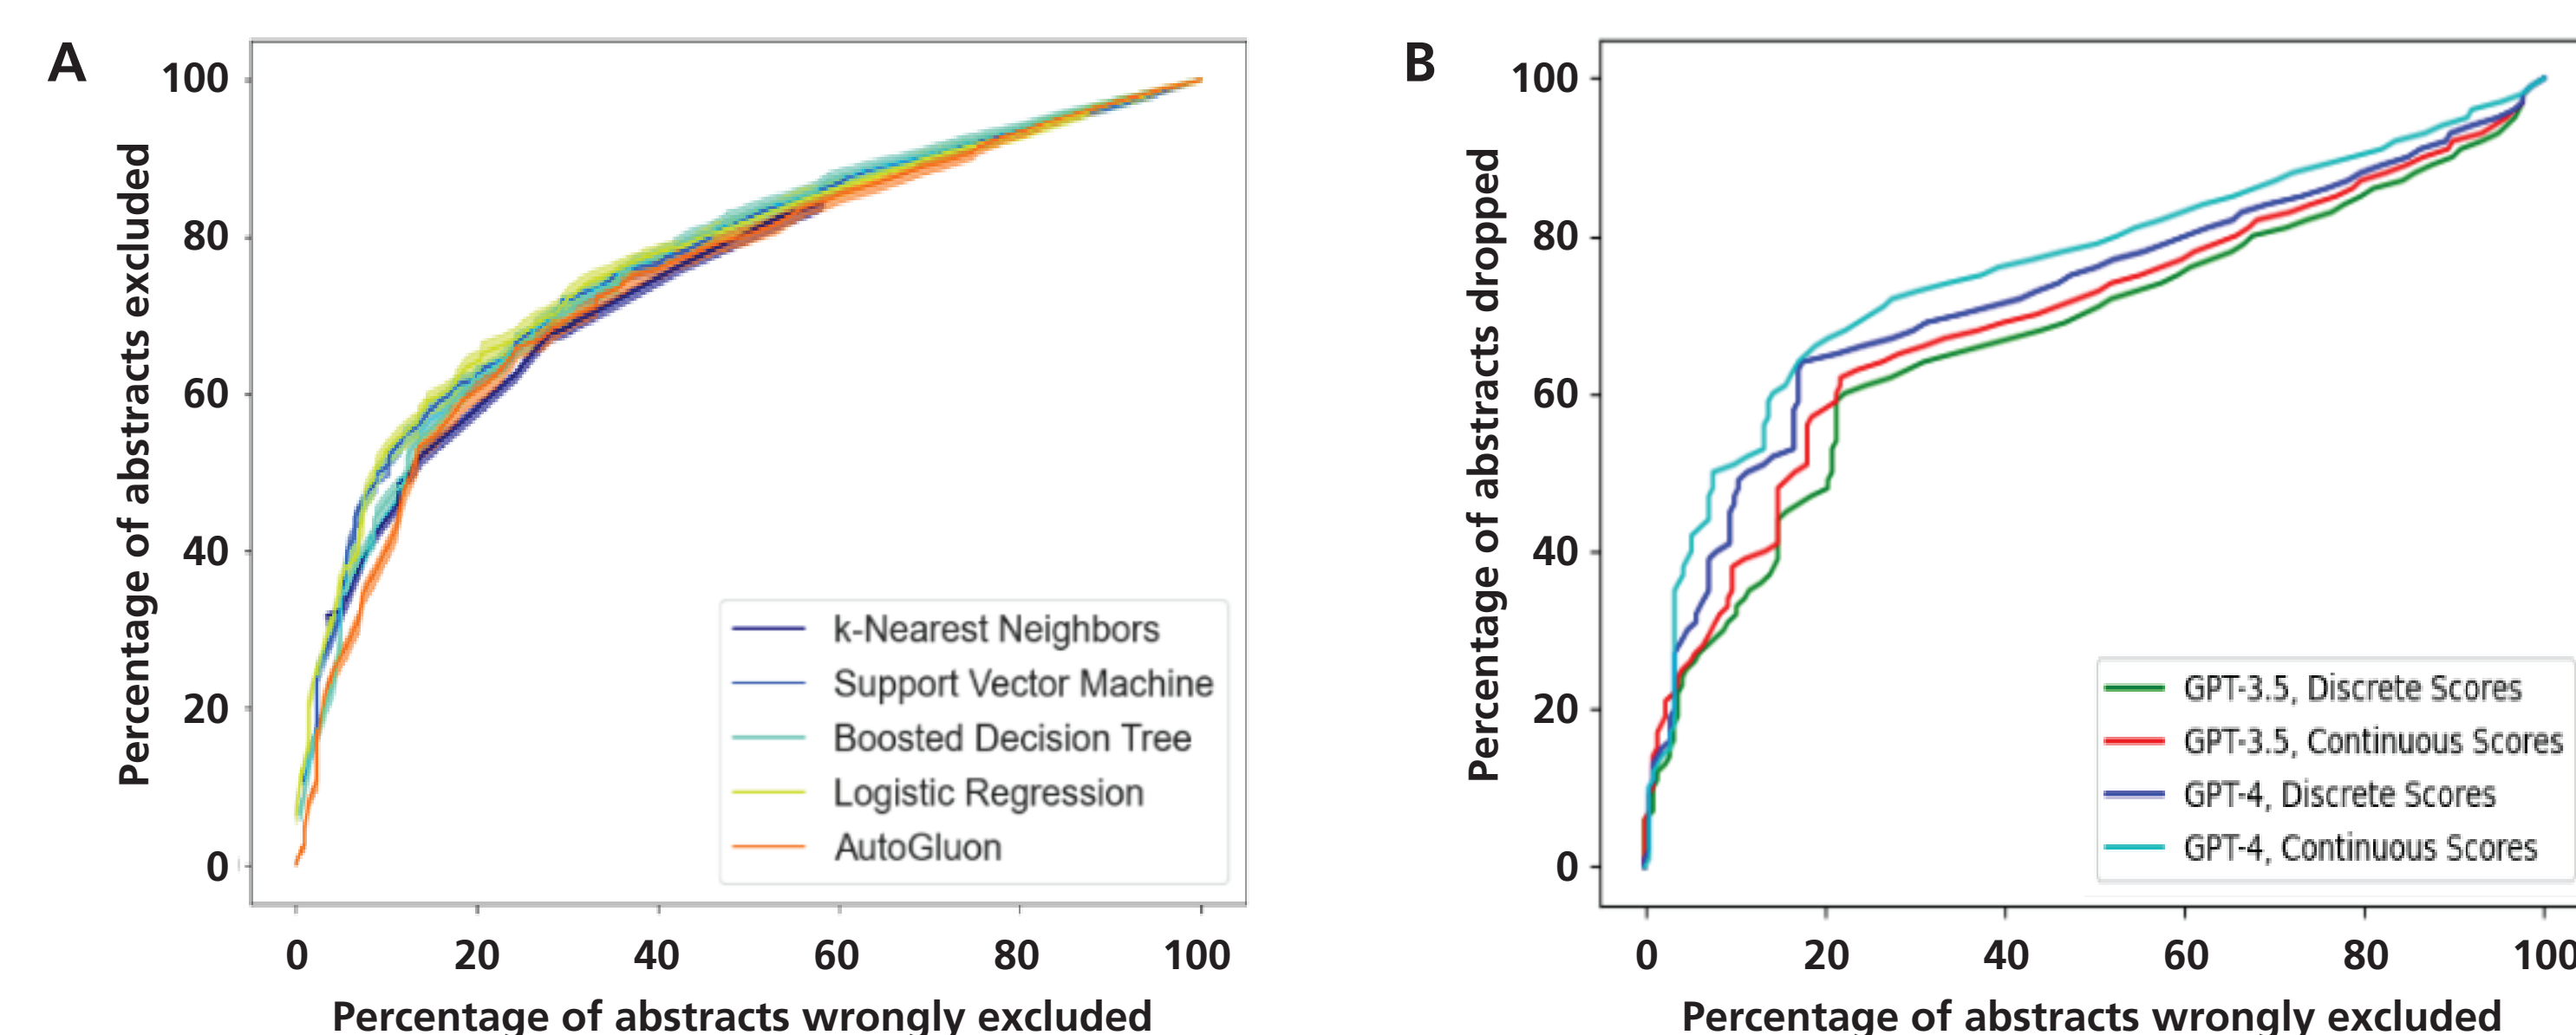 A
Percentage of abstracts excluded
100
80
60
40
20
0
k-Nearest Neighbors
Support Vector Machine
Boosted Decision Tree
Logistic Regression
AutoGluon
0 20 40 60 80 100
Percentage of abstracts wrongly excluded
B
Percentage of abstracts dropped
100
80
60
40
20
0
GPT-3.5, Discrete Scores
GPT-3.5, Continuous Scores
GPT-4, Discrete Scores
GPT-4, Continuous Scores
0 20 40 60 80 100
Percentage of abstracts wrongly excluded